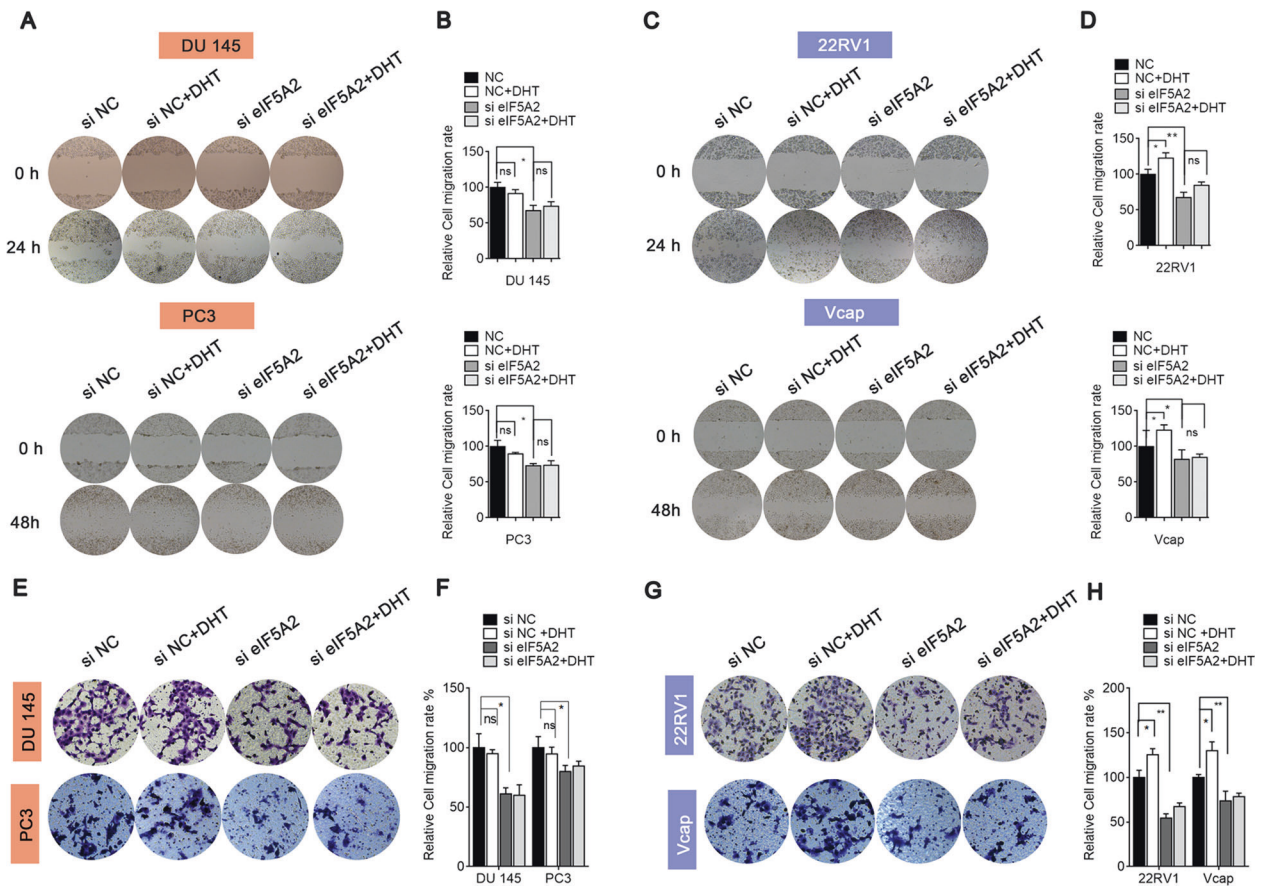 A
DU 145
si NC
si NC+DHT
si eIF5A2
si eIF5A2+DHT
0 h
24 h
PC3
si NC
si NC+DHT
si eIF5A2
si eIF5A2+DHT
0 h
48h
B
NC
NC+DHT
si eIF5A2
si eIF5A2+DHT
Relative Cell migration rate
150
100
50
0
ns
*
ns
DU 145
NC
NC+DHT
si eIF5A2
si eIF5A2+DHT
Relative Cell migration rate
150
100
50
0
ns
*
ns
PC3
C
22RV1
si NC
si NC+DHT
si eIF5A2
si eIF5A2+DHT
0 h
24 h
Vcap
si NC
si NC+DHT
si eIF5A2
si eIF5A2+DHT
0 h
48h
D
NC
NC+DHT
si eIF5A2
si eIF5A2+DHT
Relative Cell migration rate
150
100
50
0
*
**
ns
22RV1
NC
NC+DHT
si eIF5A2
si eIF5A2+DHT
Relative Cell migration rate
150
100
50
0
*
*
ns
Vcap
E
si NC
si NC+DHT
si eIF5A2
si eIF5A2+DHT
DU 145
PC3
F
si NC
si NC +DHT
si eIF5A2
si eIF5A2+DHT
Relative Cell migration rate %
150
100
50
0
ns
*
ns
*
DU 145
PC3
G
si NC
si NC+DHT
si eIF5A2
si eIF5A2+DHT
22RV1
Vcap
H
si NC
si NC +DHT
si eIF5A2
si eIF5A2+DHT
Relative Cell migration rate %
200
150
100
50
0
*
**
*
**
22RV1
Vcap